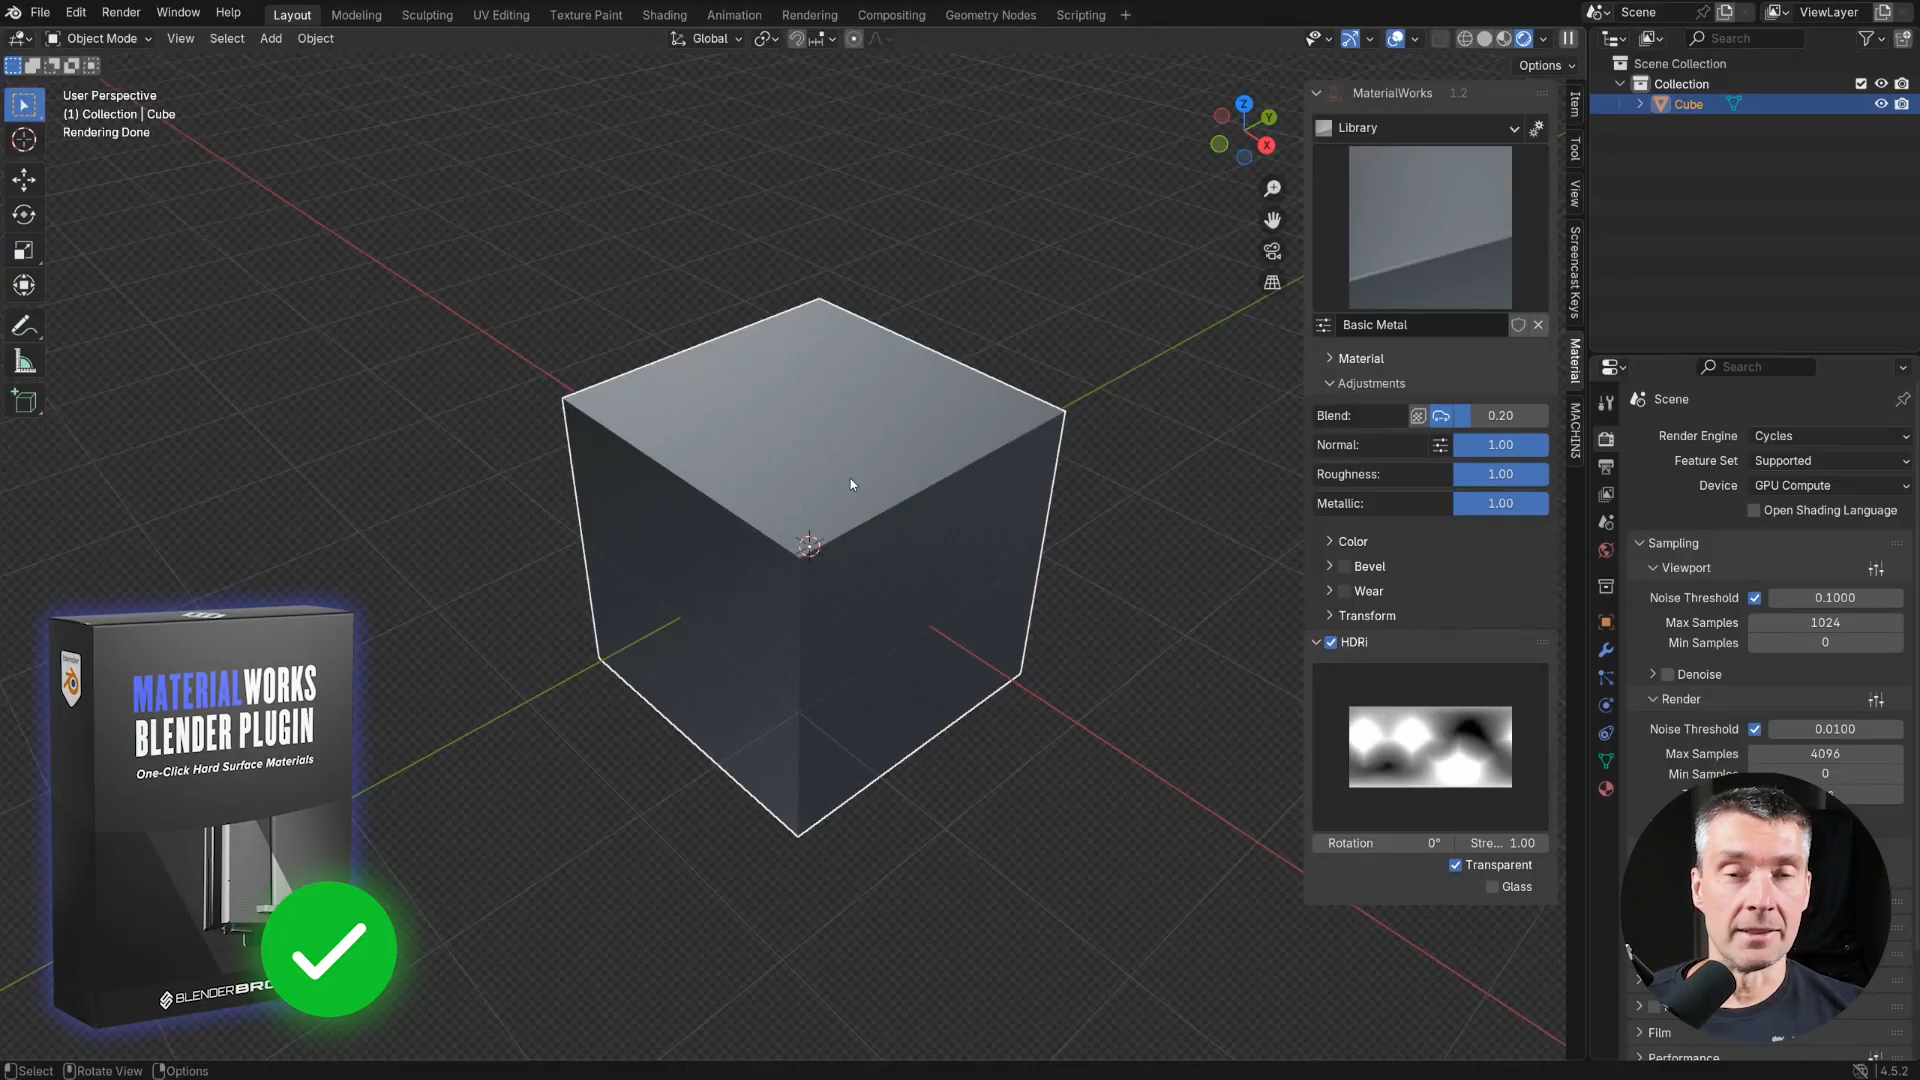 File Edit Render Window Help
Layout Modeling Sculpting UV Editing Texture Paint Shading Animation Rendering Compositing Geometry Nodes Scripting +
Scene
ViewLayer
Object Mode View Select Add Object
Global
Search
Options
User Perspective
(1) Collection | Cube
Rendering Done
Scene Collection
Collection
Cube
Z
Y
X
MaterialWorks 1.2
Library
Basic Metal
Material
Adjustments
Blend: 0.20
Normal: 1.00
Roughness: 1.00
Metallic: 1.00
Color
Bevel
Wear
Transform
HDRi
Rotation 0° Stre... 1.00
Transparent
Glass
Item
Tool
View
Screencast Keys
Material
MACHIN3
Search
Scene
Render Engine Cycles
Feature Set Supported
Device GPU Compute
Open Shading Language
Sampling
Viewport
Noise Threshold 0.1000
Max Samples 1024
Min Samples 0
Denoise
Render
Noise Threshold 0.0100
Max Samples 4096
Min Samples 0
Film
Performance
blender
MATERIALWORKS
BLENDER PLUGIN
One-Click Hard Surface Materials
Select Rotate View Options
4.5.2